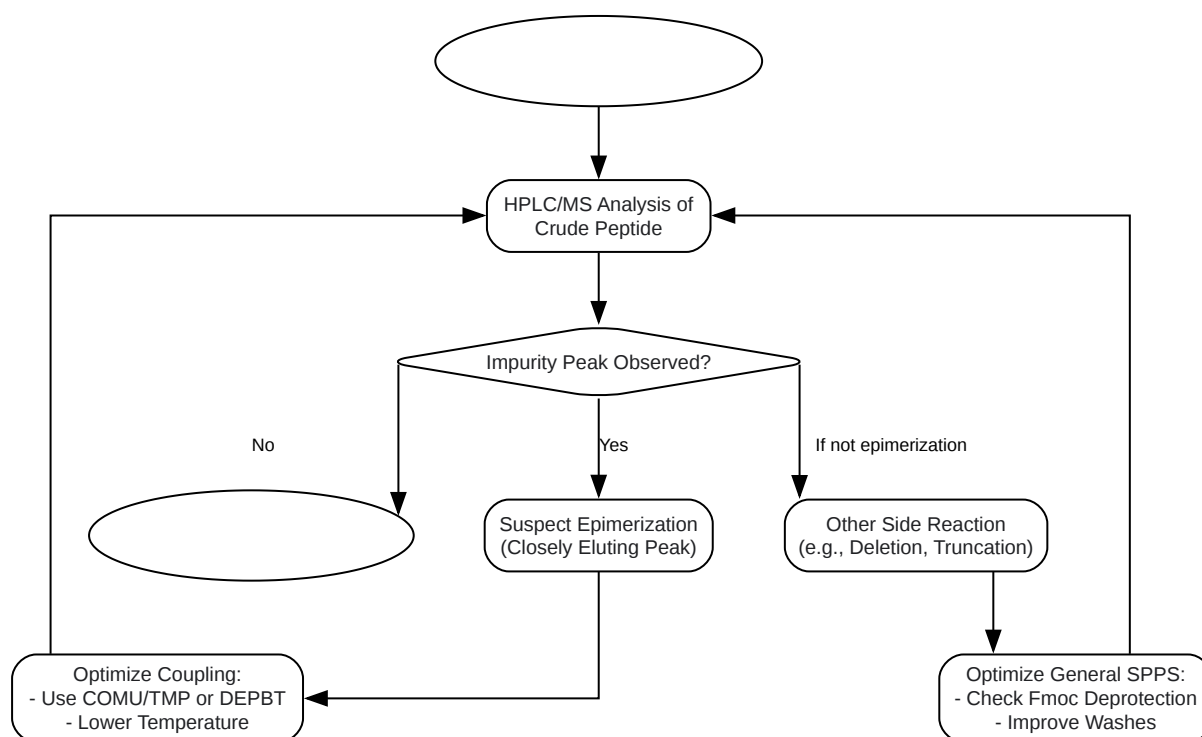 HPLC/MS Analysis of
Crude Peptide
Impurity Peak Observed?
No
Yes
If not epimerization
Suspect Epimerization
(Closely Eluting Peak)
Other Side Reaction
(e.g., Deletion, Truncation)
Optimize Coupling:
- Use COMU/TMP or DEPBT
- Lower Temperature
Optimize General SPPS:
- Check Fmoc Deprotection
- Improve Washes